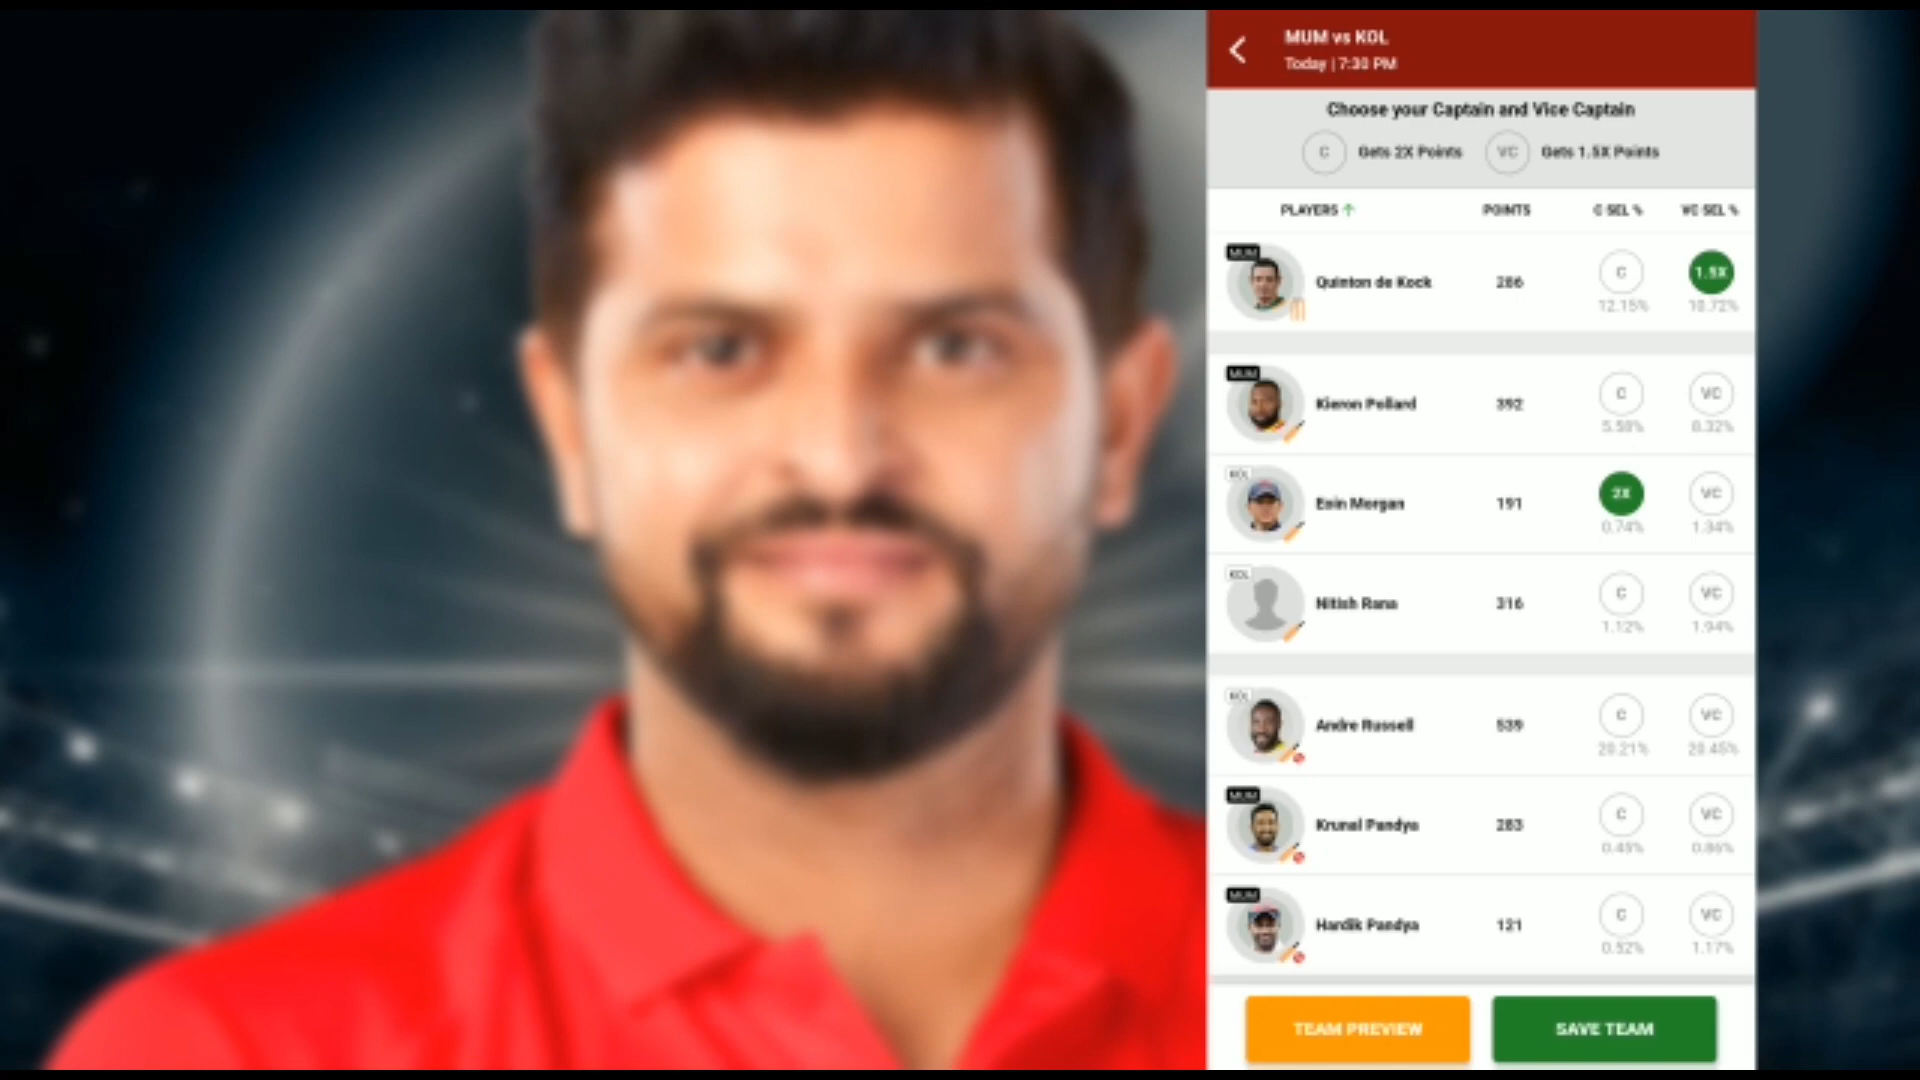 MUM vs KOL
Today | 7:30 PM
Choose your Captain and Vice Captain
C Gets 2X Points VC Gets 1.5X Points
PLAYERS ↑ POINTS C SEL % VC SEL %
MUM
Quinton de Kock 286 C 1.5X
12.15% 10.72%
MUM
Kieron Pollard 392 C VC
5.58% 8.32%
KOL
Eoin Morgan 191 2X VC
0.74% 1.34%
KOL
Nitish Rana 316 C VC
1.12% 1.94%
KOL
Andre Russell 539 C VC
20.21% 20.45%
MUM
Krunal Pandya 283 C VC
0.45% 0.86%
MUM
Hardik Pandya 121 C VC
0.52% 1.17%
TEAM PREVIEW SAVE TEAM